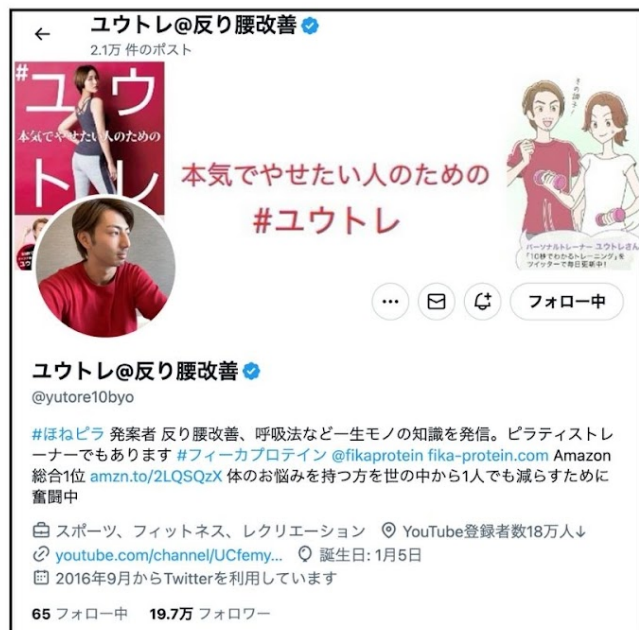 ユウトレ@反り腰改善
2.1万 件のポスト
#ユウ
本気でやせたい人のための
トレ
本気でやせたい人のための
#ユウトレ
その調子!
パーソナルトレーナー ユウトレさん
「10秒でわかるトレーニング」を
ツイッターで毎日更新中!
フォロー中
ユウトレ@反り腰改善
@yutore10byo
#ほねピラ 発案者 反り腰改善、呼吸法など一生モノの知識を発信。ピラティストレ
ーナーでもあります #フィーカプロテイン @fikaprotein fika-protein.com Amazon
総合1位 amzn.to/2LQSQzX 体のお悩みを持つ方を世の中から1人でも減らすために
奮闘中
スポーツ、フィットネス、レクリエーション YouTube登録者数18万人↓
youtube.com/channel/UCfemy... 誕生日: 1月5日
2016年9月からTwitterを利用しています
65 フォロー中 19.7万 フォロワー